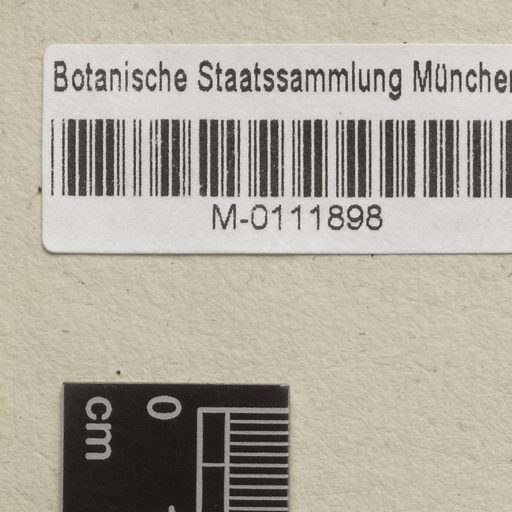 Botanische Staatssammlung München
M-0111898
0
cm